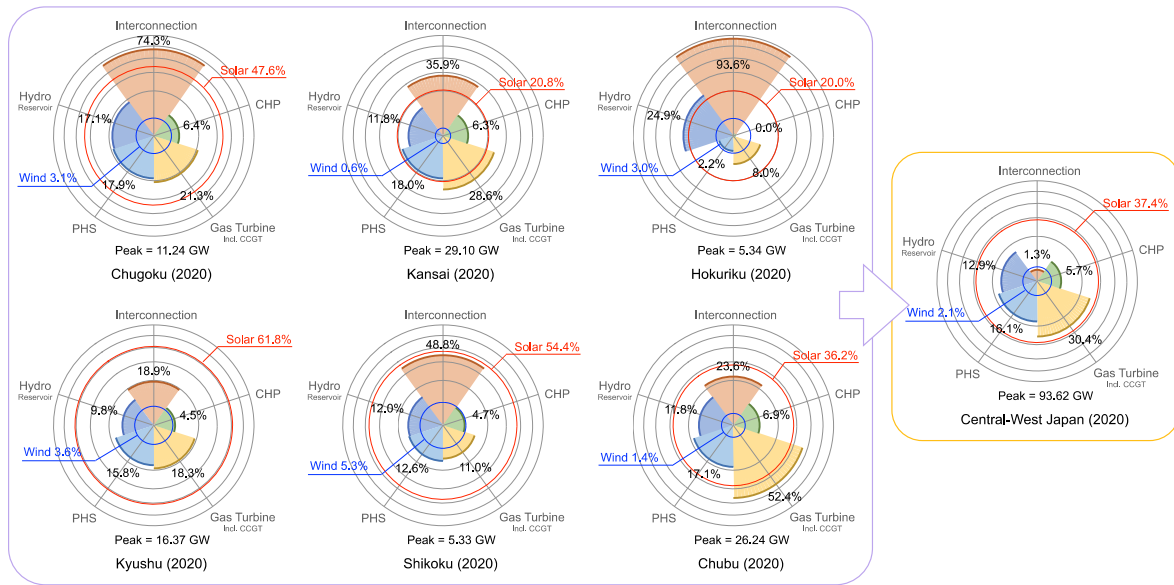 Interconnection
74.3%
Solar 47.6%
Hydro
Reservoir
CHP
17.1%
6.4%
Wind 3.1%
17.9%
21.3%
PHS
Gas Turbine
Incl. CCGT
Peak = 11.24 GW
Chugoku (2020)
Interconnection
35.9%
Solar 20.8%
Hydro
Reservoir
CHP
11.8%
6.3%
Wind 0.6%
18.0%
28.6%
PHS
Gas Turbine
Incl. CCGT
Peak = 29.10 GW
Kansai (2020)
Interconnection
93.6%
Solar 20.0%
Hydro
Reservoir
CHP
24.9%
0.0%
Wind 3.0%
2.2%
8.0%
PHS
Gas Turbine
Incl. CCGT
Peak = 5.34 GW
Hokuriku (2020)
Solar 61.8%
18.9%
Hydro
Reservoir
CHP
9.8%
4.5%
Wind 3.6%
15.8%
18.3%
PHS
Gas Turbine
Incl. CCGT
Peak = 16.37 GW
Kyushu (2020)
48.8%
Solar 54.4%
Hydro
Reservoir
CHP
12.0%
4.7%
Wind 5.3%
12.6%
11.0%
PHS
Gas Turbine
Incl. CCGT
Peak = 5.33 GW
Shikoku (2020)
23.6%
Solar 36.2%
Hydro
Reservoir
CHP
11.8%
6.9%
Wind 1.4%
17.1%
52.4%
PHS
Gas Turbine
Incl. CCGT
Peak = 26.24 GW
Chubu (2020)
Interconnection
Solar 37.4%
Hydro
Reservoir
CHP
1.3%
12.9%
5.7%
Wind 2.1%
16.1%
30.4%
PHS
Gas Turbine
Incl. CCGT
Peak = 93.62 GW
Central-West Japan (2020)